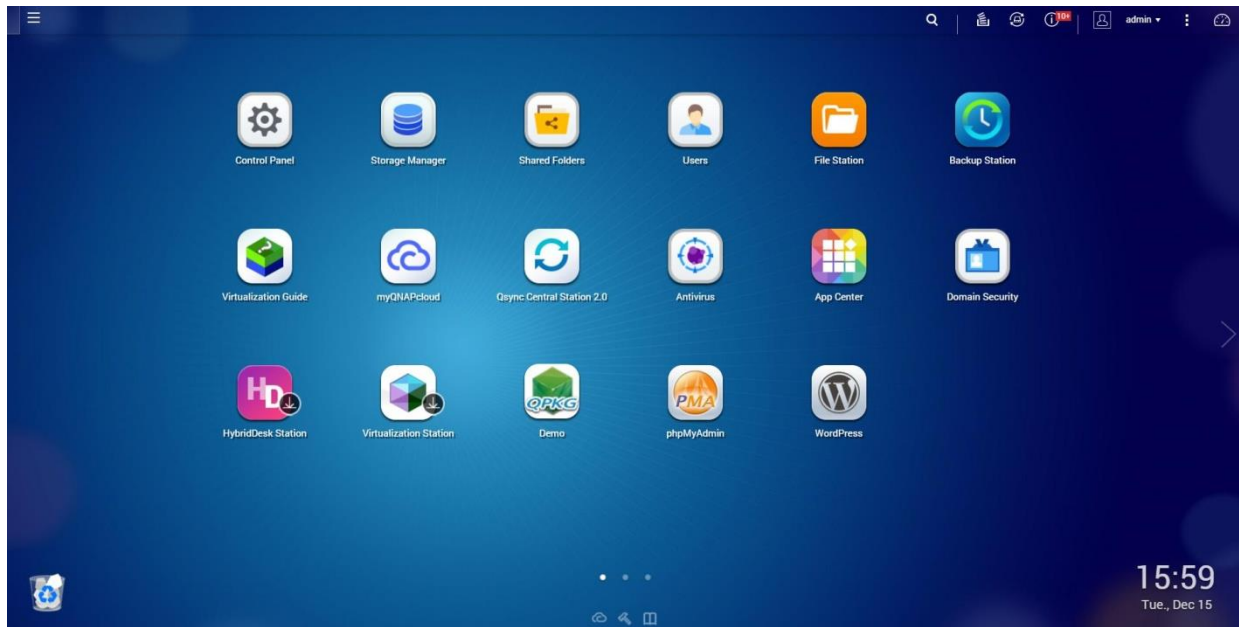 10+
admin
Control Panel
Storage Manager
Shared Folders
Users
File Station
Backup Station
Virtualization Guide
myQNAPcloud
Qsync Central Station 2.0
Antivirus
App Center
Domain Security
HD
HybridDesk Station
Virtualization Station
QPKG
Demo
PMA
phpMyAdmin
W
WordPress
15:59
Tue., Dec 15